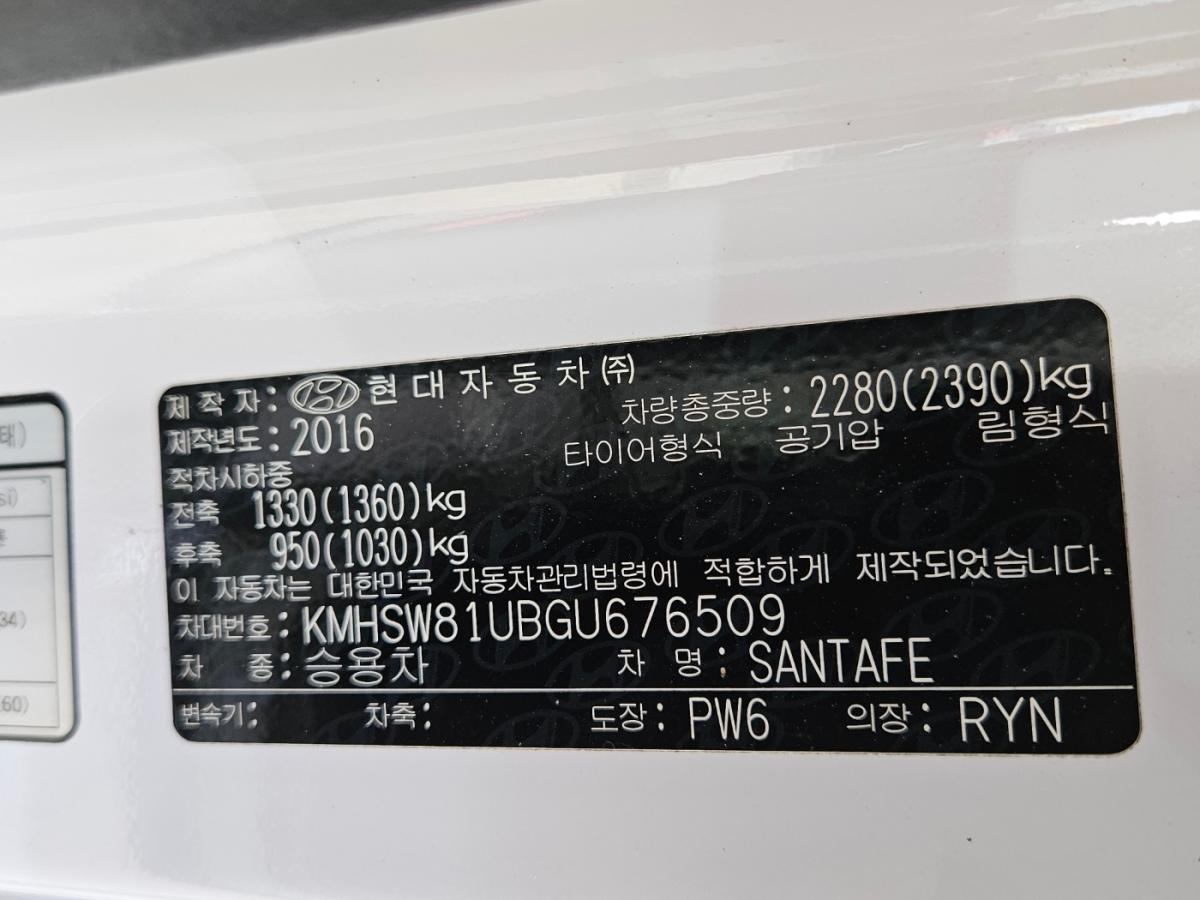 제 작 자 : 현 대 자 동 차 (주)
제작년도 : 2016
차량총중량 : 2280(2390)kg
타이어형식 공기압 림형식
적차시하중
전축 1330(1360)kg
후축 950(1030)kg
이 자동차는 대한민국 자동차관리법령에 적합하게 제작되었습니다.
차대번호 : KMHSW81UBGU676509
차 종 : 승용차 차 명 : SANTAFE
변속기 : 차축 : 도장 : PW6 의장 : RYN
태)
si)
34)
60)